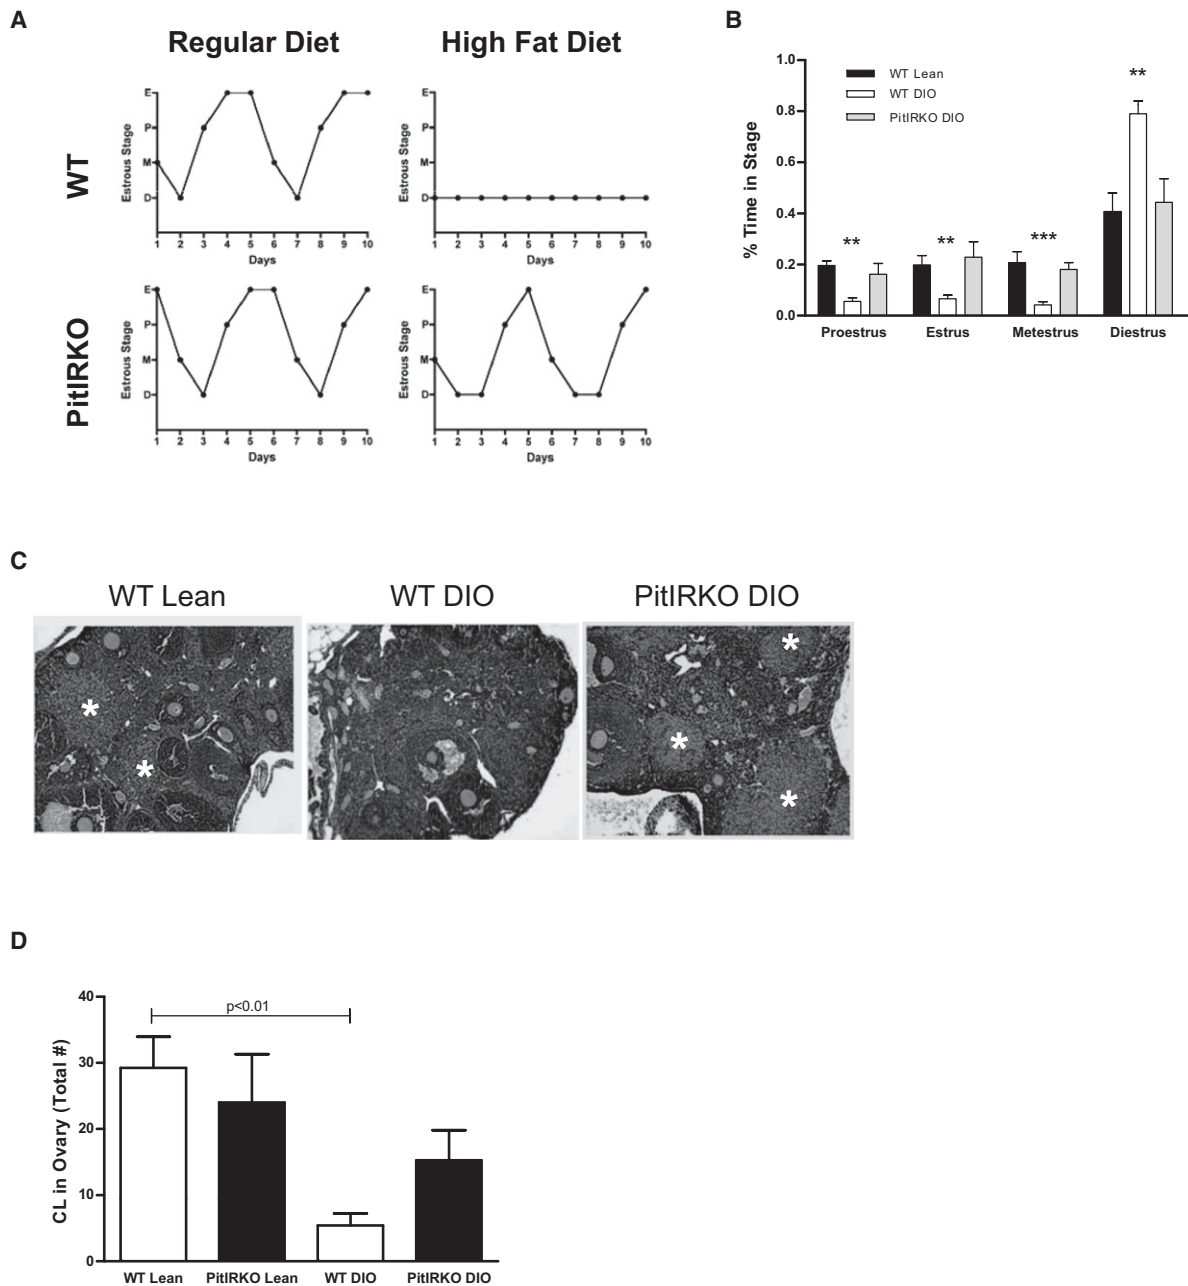 A
Regular Diet
High Fat Diet
WT
Estrous Stage
E
P
M
D
1 2 3 4 5 6 7 8 9 10
Days
Estrous Stage
E
P
M
D
1 2 3 4 5 6 7 8 9 10
Days
PitIRKO
Estrous Stage
E
P
M
D
1 2 3 4 5 6 7 8 9 10
Days
Estrous Stage
E
P
M
D
1 2 3 4 5 6 7 8 9 10
Days
B
% Time in Stage
1.0
0.8
0.6
0.4
0.2
0.0
WT Lean
WT DIO
PitIRKO DIO
** ** *** **
Proestrus Estrus Metestrus Diestrus
C
WT Lean WT DIO PitIRKO DIO
* * * * *
D
CL in Ovary (Total #)
40
30
20
10
0
p<0.01
WT Lean PitIRKO Lean WT DIO PitIRKO DIO